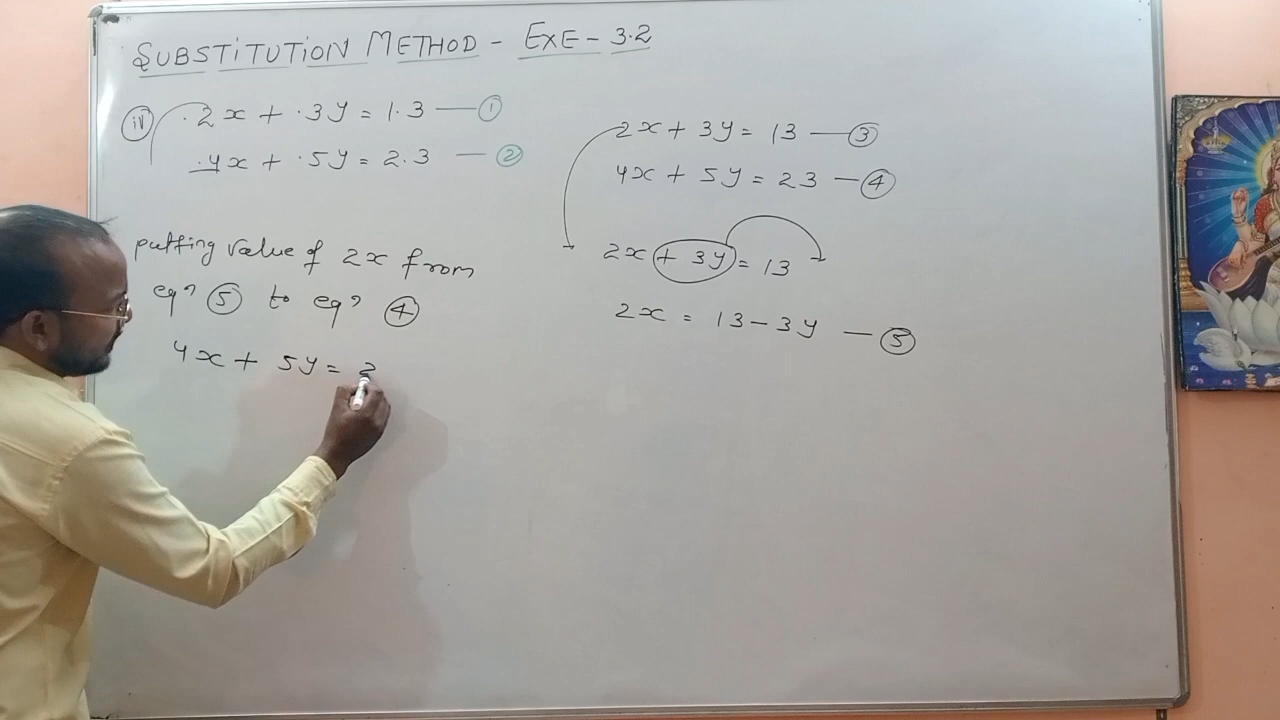 SUBSTITUTION METHOD - EXE - 3.2
iv .2x + .3y = 1.3 — 1
.4x + .5y = 2.3 — 2
putting value of 2x from
eqn 5 to eqn 4
4x + 5y = 2
2x + 3y = 13 — 3
4x + 5y = 23 — 4
2x + 3y = 13
2x = 13 - 3y — 5